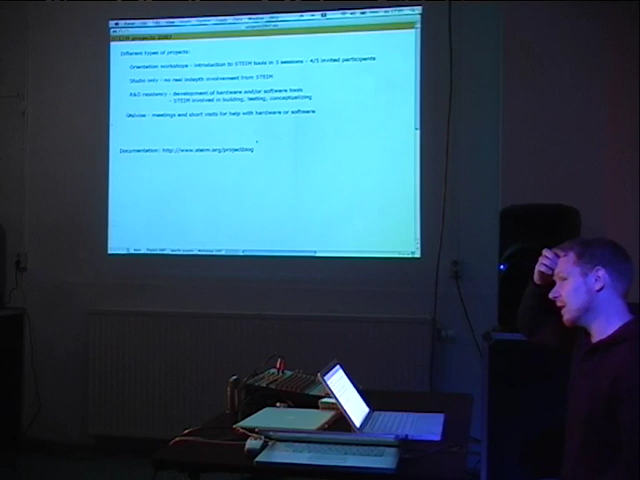 Different types of projects:
Orientation workshops - introduction to STEIM tools in 3 sessions - 4/5 invited participants
Studio only - no real indepth involvement from STEIM
R&D residency - development of hardware and/or software tools
- STEIM involved in building, testing, conceptualizing
- meetings and short visits for help with hardware or software
Documentation: http://www.steim.org/projectblog